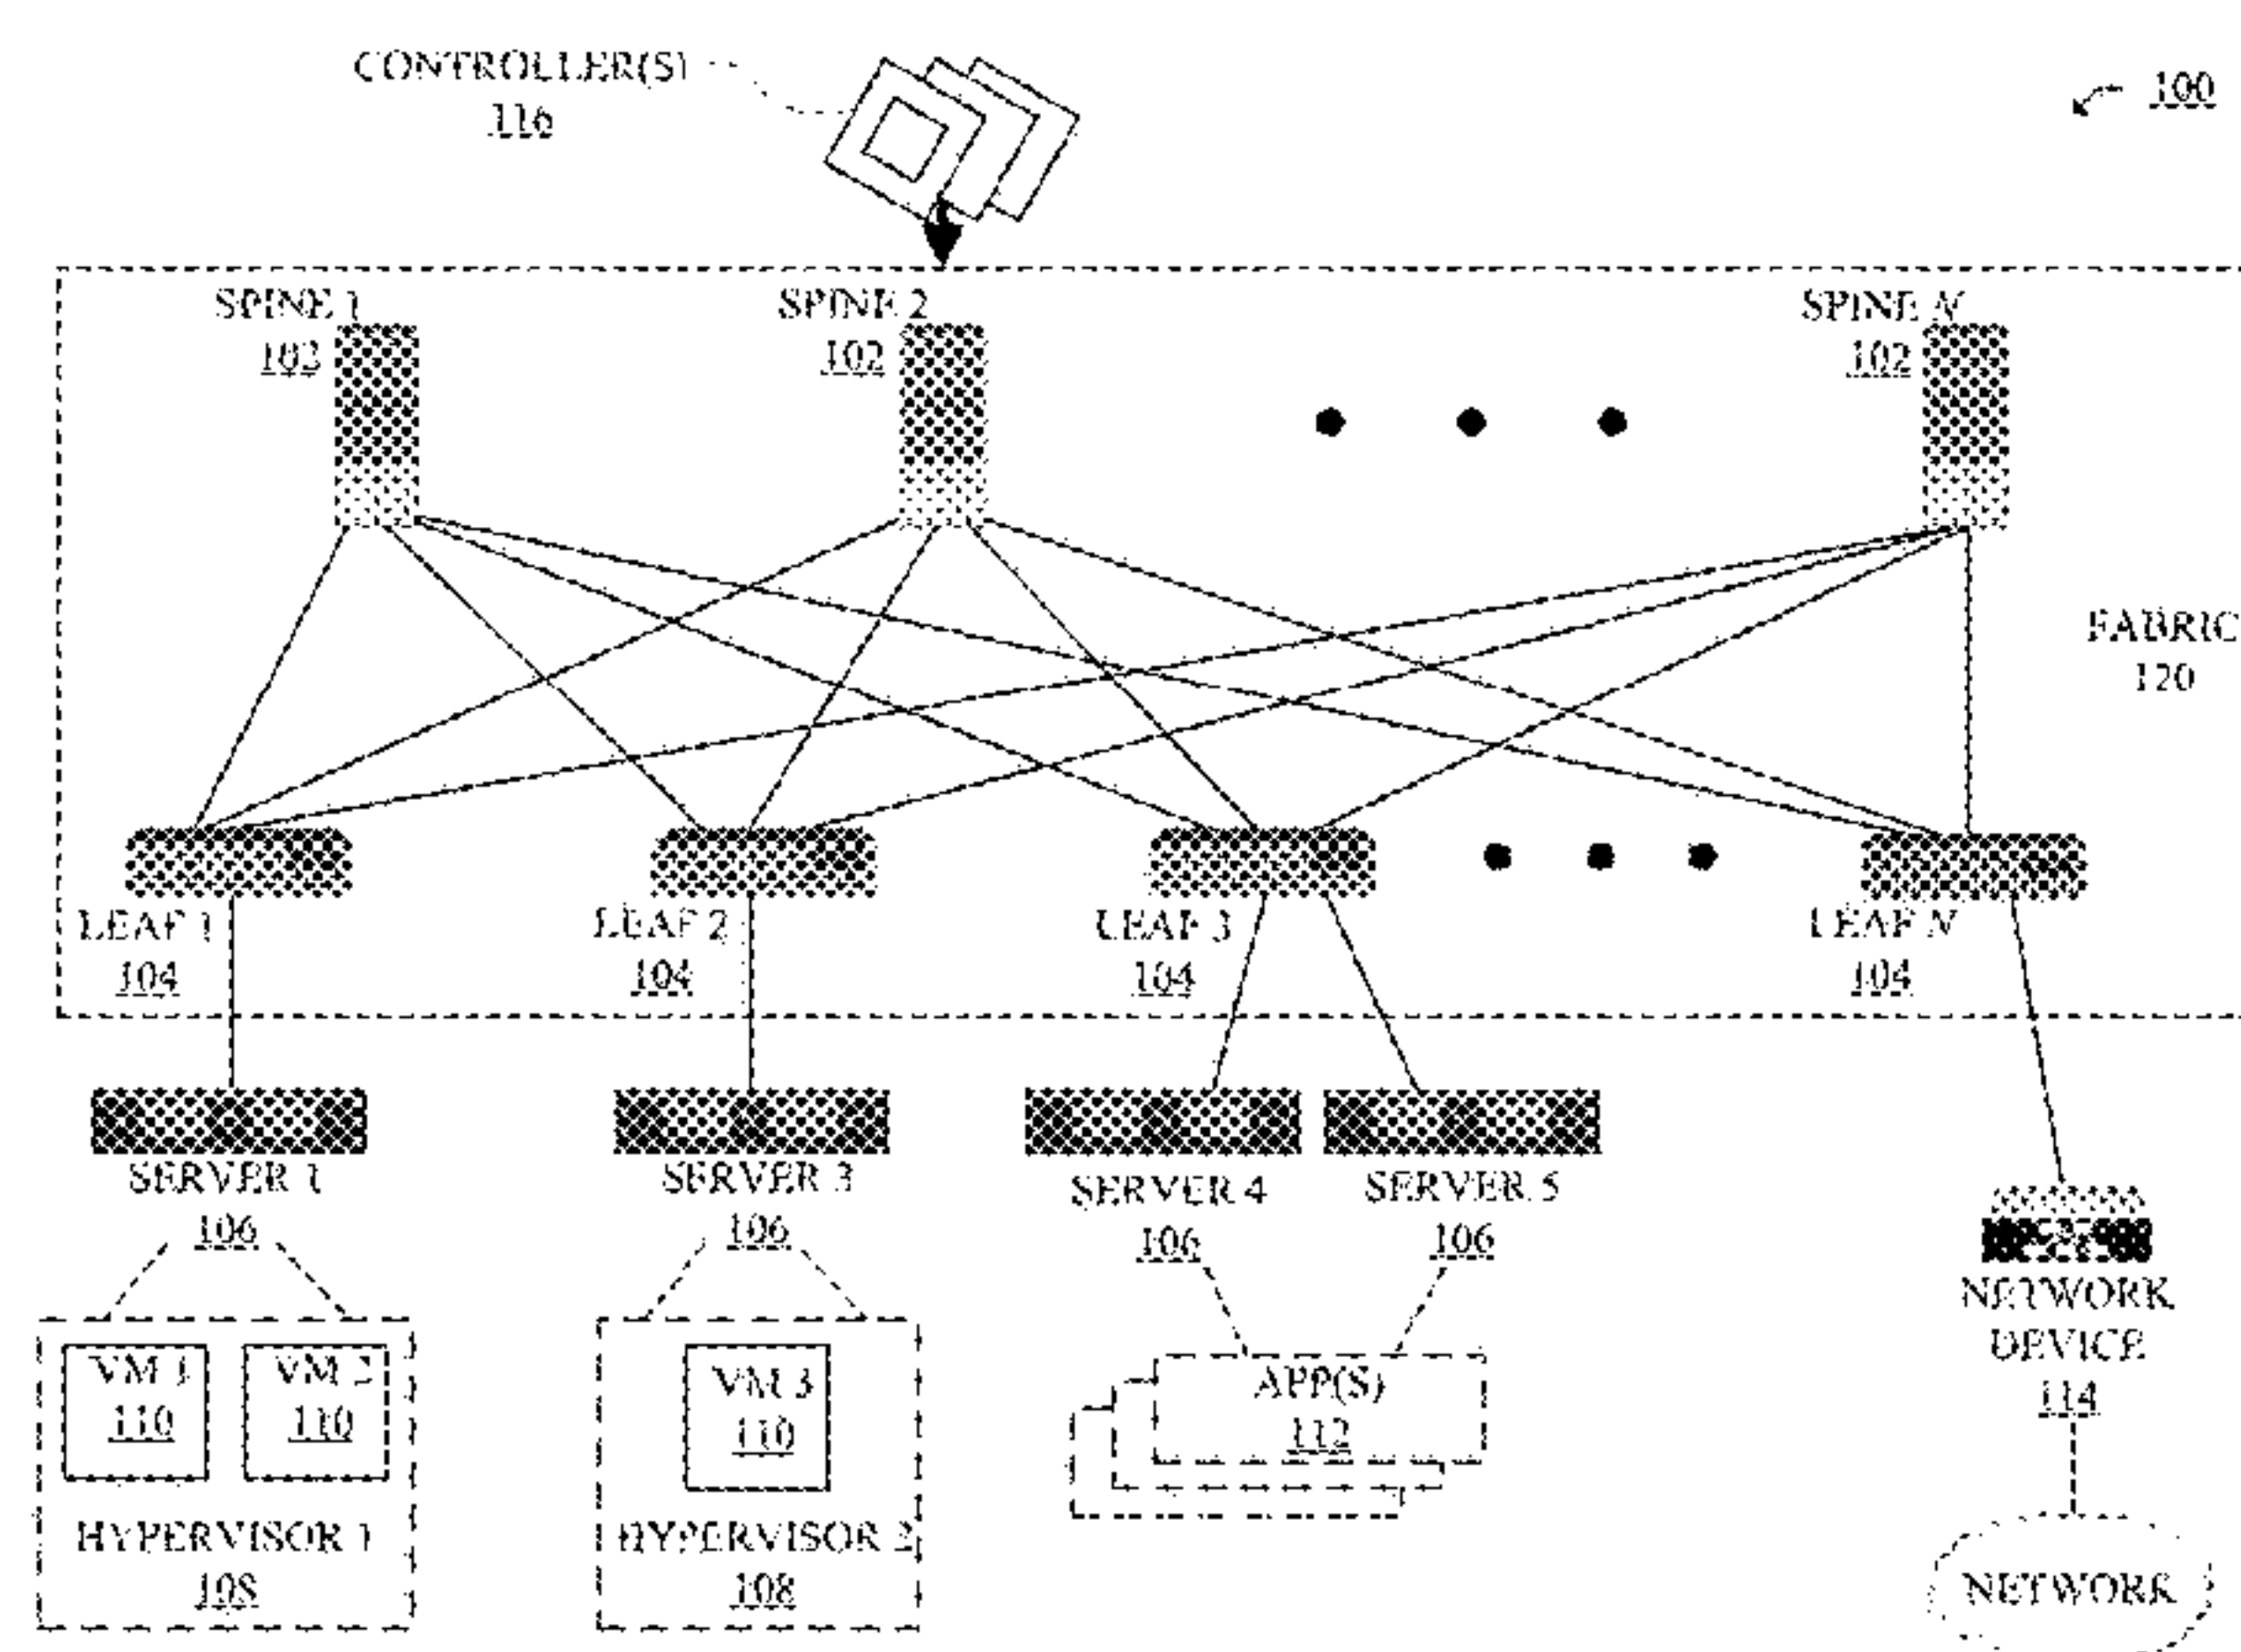 CONTROLLER(S)
116
100
SPINE 1
102
SPINE 2
102
SPINE N
102
FABRIC
120
LEAF 1
104
LEAF 2
104
LEAF 3
104
LEAF N
104
SERVER 1
106
SERVER 3
106
SERVER 4
106
SERVER 5
106
NETWORK
DEVICE
114
VM 1
110
VM 2
110
HYPERVISOR 1
108
VM 3
110
HYPERVISOR 2
108
APP(S)
112
NETWORK